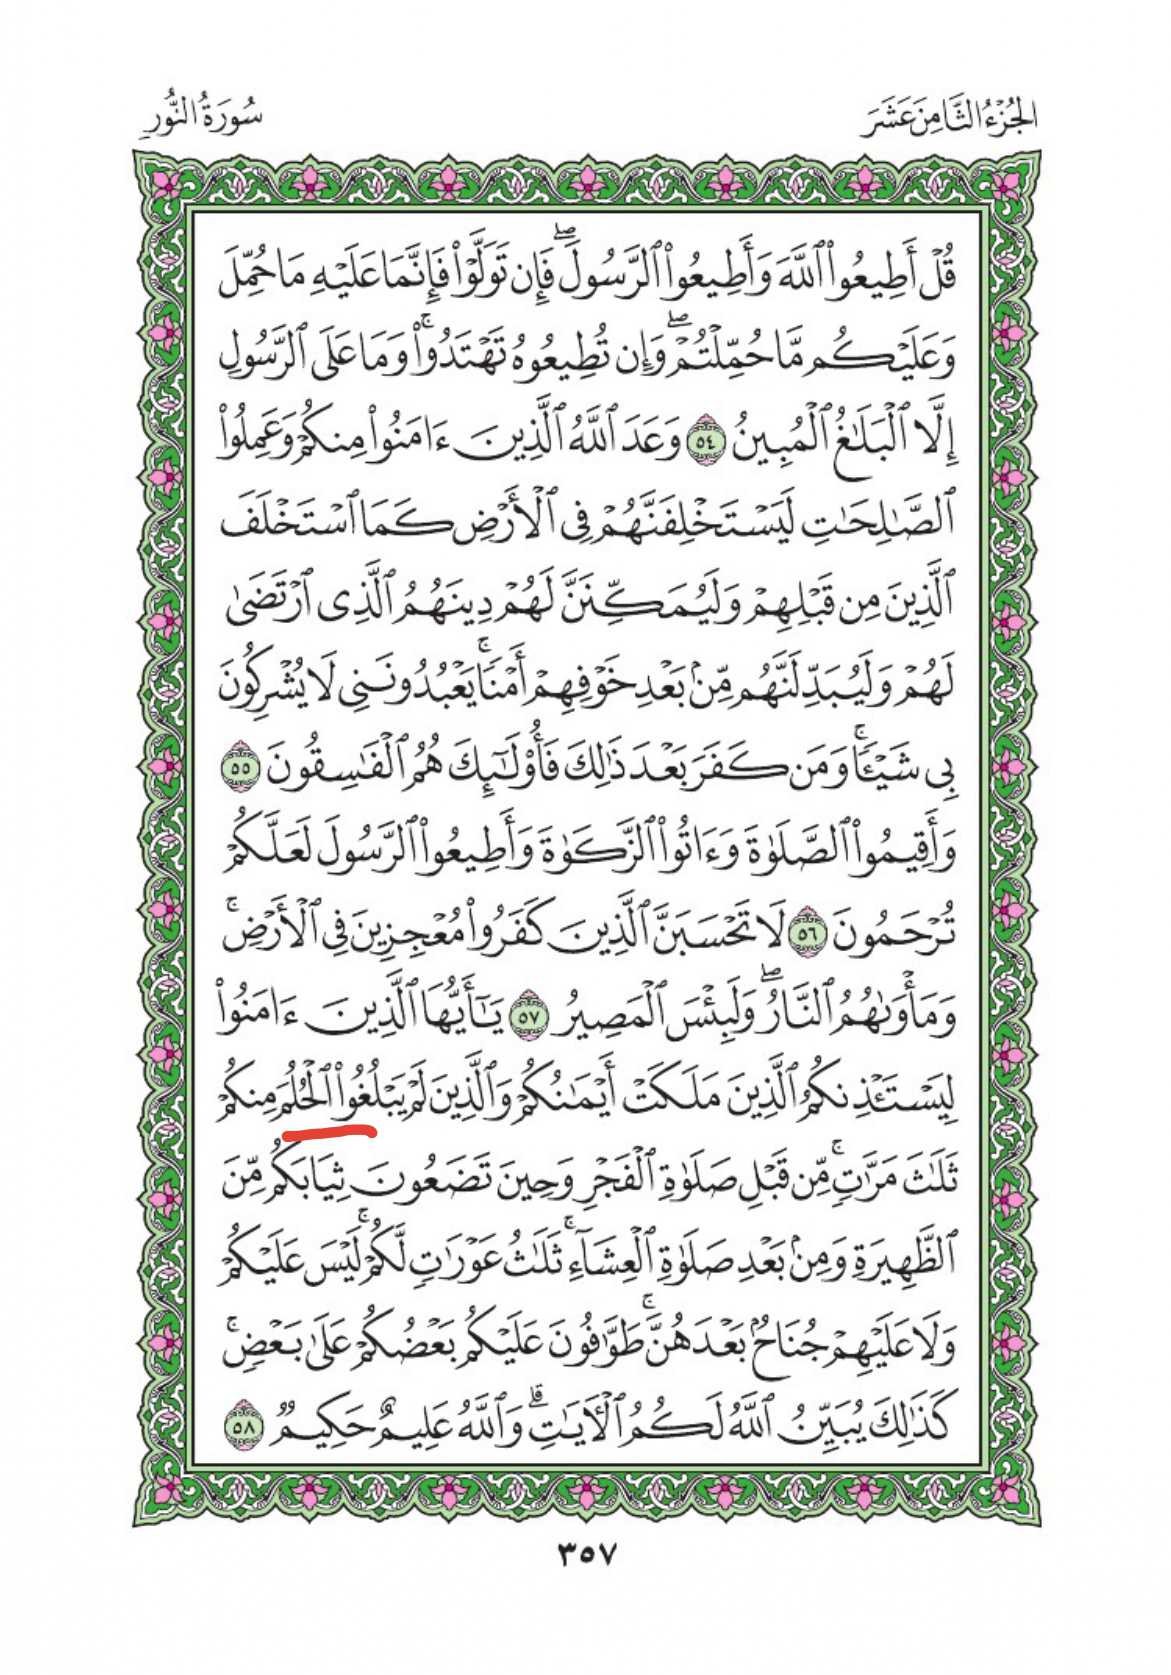 الجُزْءُ الثَّامِنَ عَشَرَ
سُورَةُ النُّورِ
قُلْ أَطِيعُوا۟ ٱللَّهَ وَأَطِيعُوا۟ ٱلرَّسُولَۖ فَإِن تَوَلَّوْا۟ فَإِنَّمَا عَلَيْهِ مَا حُمِّلَ
وَعَلَيْكُم مَّا حُمِّلْتُمْۖ وَإِن تُطِيعُوهُ تَهْتَدُوا۟ۚ وَمَا عَلَى ٱلرَّسُولِ
إِلَّا ٱلْبَلَٰغُ ٱلْمُبِينُ ٥٤ وَعَدَ ٱللَّهُ ٱلَّذِينَ ءَامَنُوا۟ مِنكُمْ وَعَمِلُوا۟
ٱلصَّٰلِحَٰتِ لَيَسْتَخْلِفَنَّهُمْ فِى ٱلْأَرْضِ كَمَا ٱسْتَخْلَفَ
ٱلَّذِينَ مِن قَبْلِهِمْ وَلَيُمَكِّنَنَّ لَهُمْ دِينَهُمُ ٱلَّذِى ٱرْتَضَىٰ
لَهُمْ وَلَيُبَدِّلَنَّهُم مِّنۢ بَعْدِ خَوْفِهِمْ أَمْنًاۚ يَعْبُدُونَنِى لَا يُشْرِكُونَ
بِى شَيْـًٔاۚ وَمَن كَفَرَ بَعْدَ ذَٰلِكَ فَأُو۟لَٰٓئِكَ هُمُ ٱلْفَٰسِقُونَ ٥٥
وَأَقِيمُوا۟ ٱلصَّلَوٰةَ وَءَاتُوا۟ ٱلزَّكَوٰةَ وَأَطِيعُوا۟ ٱلرَّسُولَ لَعَلَّكُمْ
تُرْحَمُونَ ٥٦ لَا تَحْسَبَنَّ ٱلَّذِينَ كَفَرُوا۟ مُعْجِزِينَ فِى ٱلْأَرْضِۚ
وَمَأْوَىٰهُمُ ٱلنَّارُۖ وَلَبِئْسَ ٱلْمَصِيرُ ٥٧ يَٰٓأَيُّهَا ٱلَّذِينَ ءَامَنُوا۟
لِيَسْتَـْٔذِنكُمُ ٱلَّذِينَ مَلَكَتْ أَيْمَٰنُكُمْ وَٱلَّذِينَ لَمْ يَبْلُغُوا۟ ٱلْحُلُمَ مِنكُمْ
ثَلَٰثَ مَرَّٰتٍۚ مِّن قَبْلِ صَلَوٰةِ ٱلْفَجْرِ وَحِينَ تَضَعُونَ ثِيَابَكُم مِّنَ
ٱلظَّهِيرَةِ وَمِنۢ بَعْدِ صَلَوٰةِ ٱلْعِشَآءِۚ ثَلَٰثُ عَوْرَٰتٍ لَّكُمْۚ لَيْسَ عَلَيْكُمْ
وَلَا عَلَيْهِمْ جُنَاحٌۢ بَعْدَهُنَّۚ طَوَّٰفُونَ عَلَيْكُم بَعْضُكُمْ عَلَىٰ بَعْضٍۚ
كَذَٰلِكَ يُبَيِّنُ ٱللَّهُ لَكُمُ ٱلْـَٔايَٰتِۗ وَٱللَّهُ عَلِيمٌ حَكِيمٌ ٥٨
٣٥٧